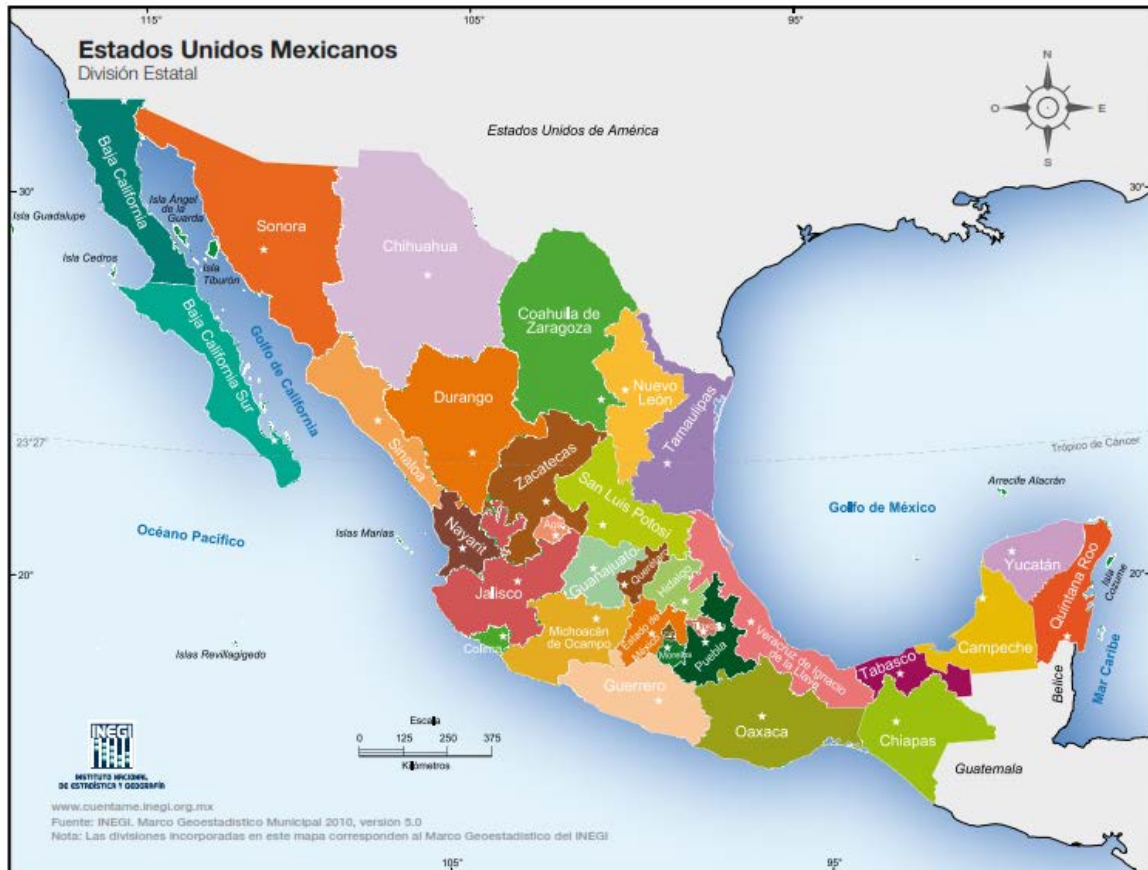 115°
105°
95°
Estados Unidos Mexicanos
División Estatal
N
O
E
S
Estados Unidos de América
30°
30°
Baja California
Isla Ángel
de la
Guarda
Isla Guadalupe
Sonora
Chihuahua
Isla Cedros
Isla
Tiburón
Coahuila de
Zaragoza
Baja California Sur
Golfo de California
Durango
Nuevo
León
Tamaulipas
23°27'
Trópico de Cáncer
Sinaloa
Zacatecas
San Luis Potosí
Arrecife Alacrán
Golfo de México
Océano Pacífico
Islas Marías
Nayarit
Guanajuato
Hidalgo
Yucatán
Quintana Roo
20°
20°
Jalisco
Isla Cozume
Michoacán
de Ocampo
Estado de
México
Veracruz de Ignacio
de la Llave
Campeche
Colima
Puebla
Islas Revillagigedo
Tabasco
Belice
Mar Caribe
Guerrero
Oaxaca
Chiapas
Guatemala
Escala
0 125 250 375
Kilómetros
INEGI
INSTITUTO NACIONAL
DE ESTADÍSTICA Y GEOGRAFÍA
www.cuentame.inegi.org.mx
Fuente: INEGI. Marco Geoestadístico Municipal 2010, versión 5.0
Nota: Las divisiones incorporadas en este mapa corresponden al Marco Geoestadístico del INEGI
105°
95°